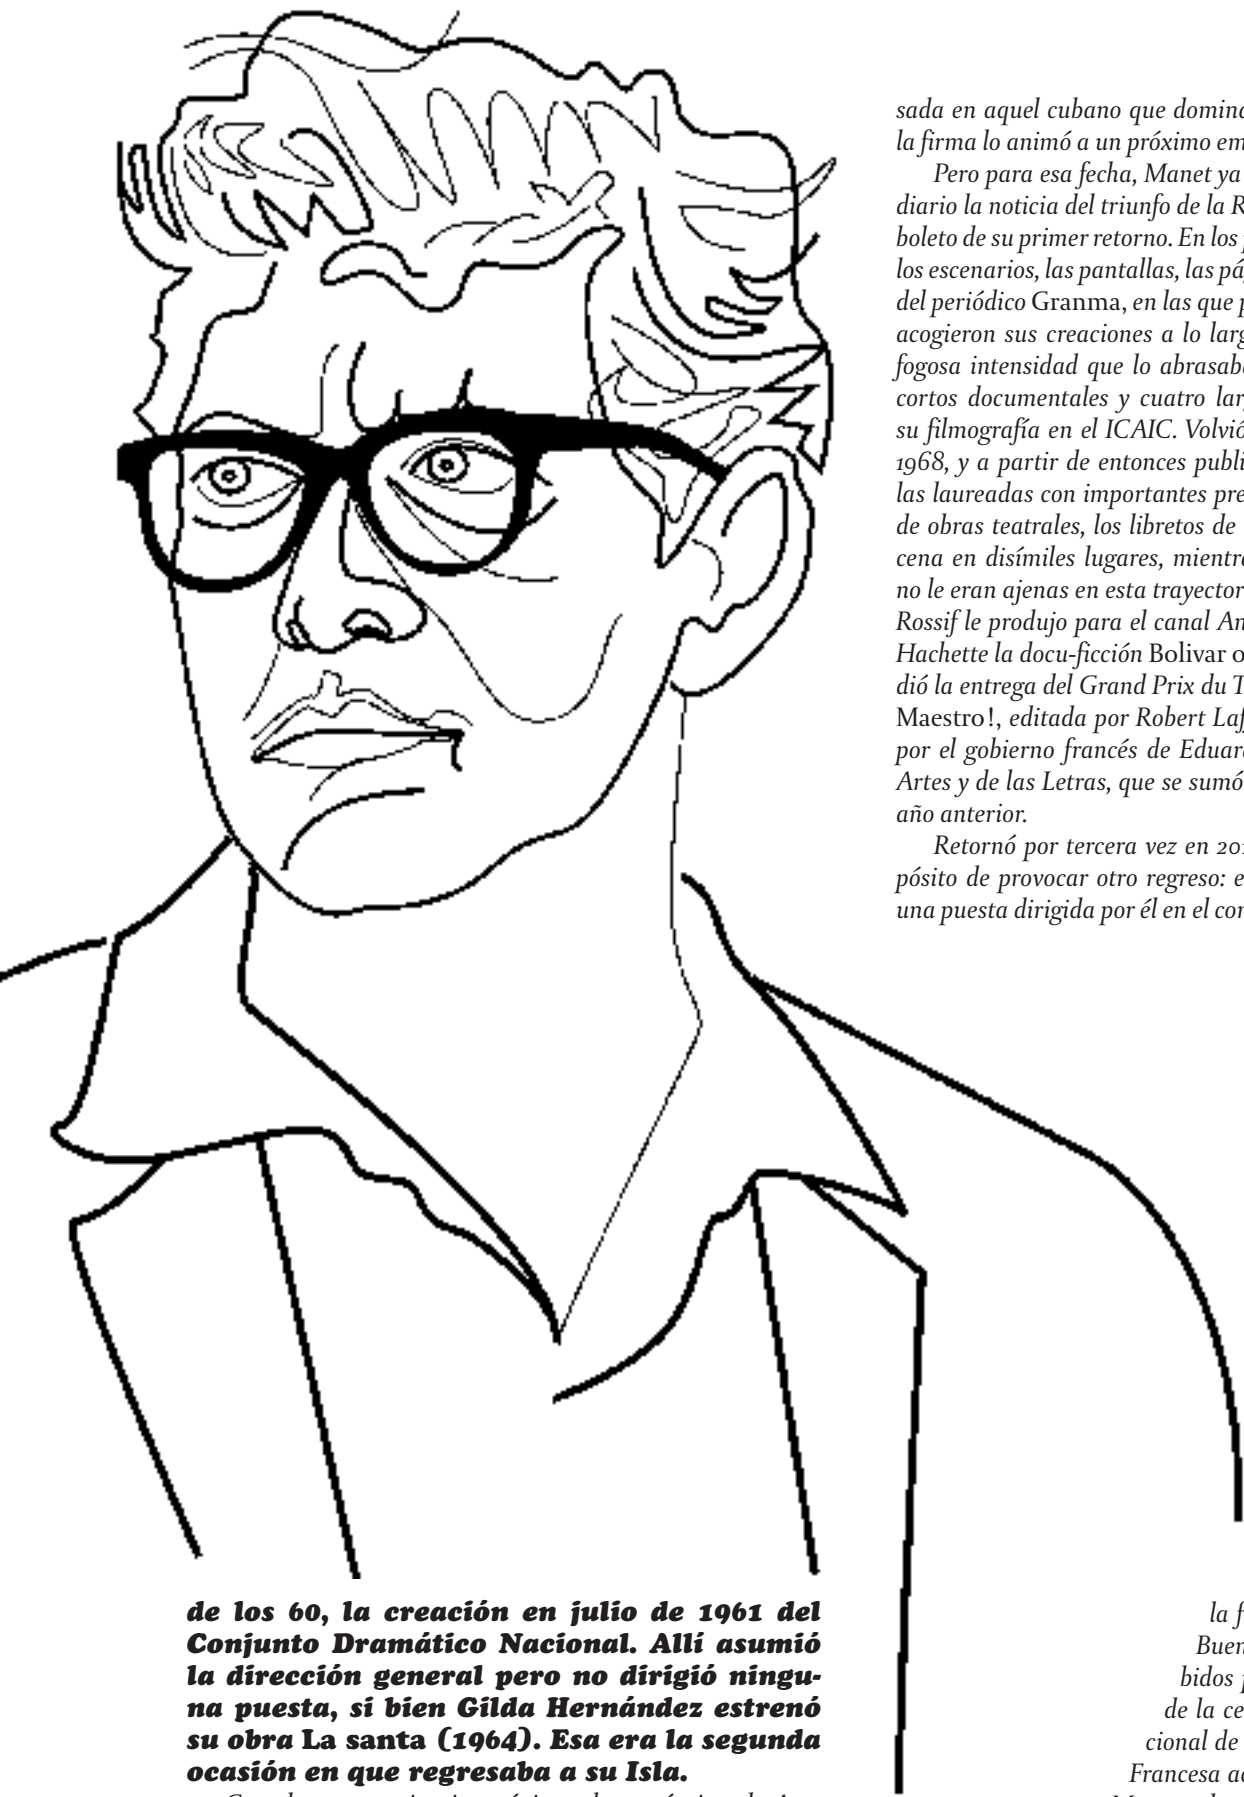 sada en aquel cubano que domina
la firma lo animó a un próximo em
Pero para esa fecha, Manet ya
diario la noticia del triunfo de la R
boleto de su primer retorno. En los
los escenarios, las pantallas, las pá
del periódico Granma, en las que p
acogieron sus creaciones a lo larg
fogosa intensidad que lo abrasab
cortos documentales y cuatro lar
su filmografía en el ICAIC. Volvió
1968, y a partir de entonces publi
las laureadas con importantes pre
de obras teatrales, los libretos de
cena en disímiles lugares, mientr
no le eran ajenas en esta trayector
Rossif le produjo para el canal An
Hachette la docu-ficción Bolivar o
dió la entrega del Grand Prix du T
Maestro!, editada por Robert Laf
por el gobierno francés de Eduar
Artes y de las Letras, que se sumó
año anterior.
Retornó por tercera vez en 201
pósito de provocar otro regreso: e
una puesta dirigida por él en el con
de los 60, la creación en julio de 1961 del
Conjunto Dramático Nacional. Allí asumió
la dirección general pero no dirigió ningu-
na puesta, si bien Gilda Hernández estrenó
su obra La santa (1964). Esa era la segunda
ocasión en que regresaba a su Isla.
la f
Buen
bidos p
de la ce
cional de
Francesa ac